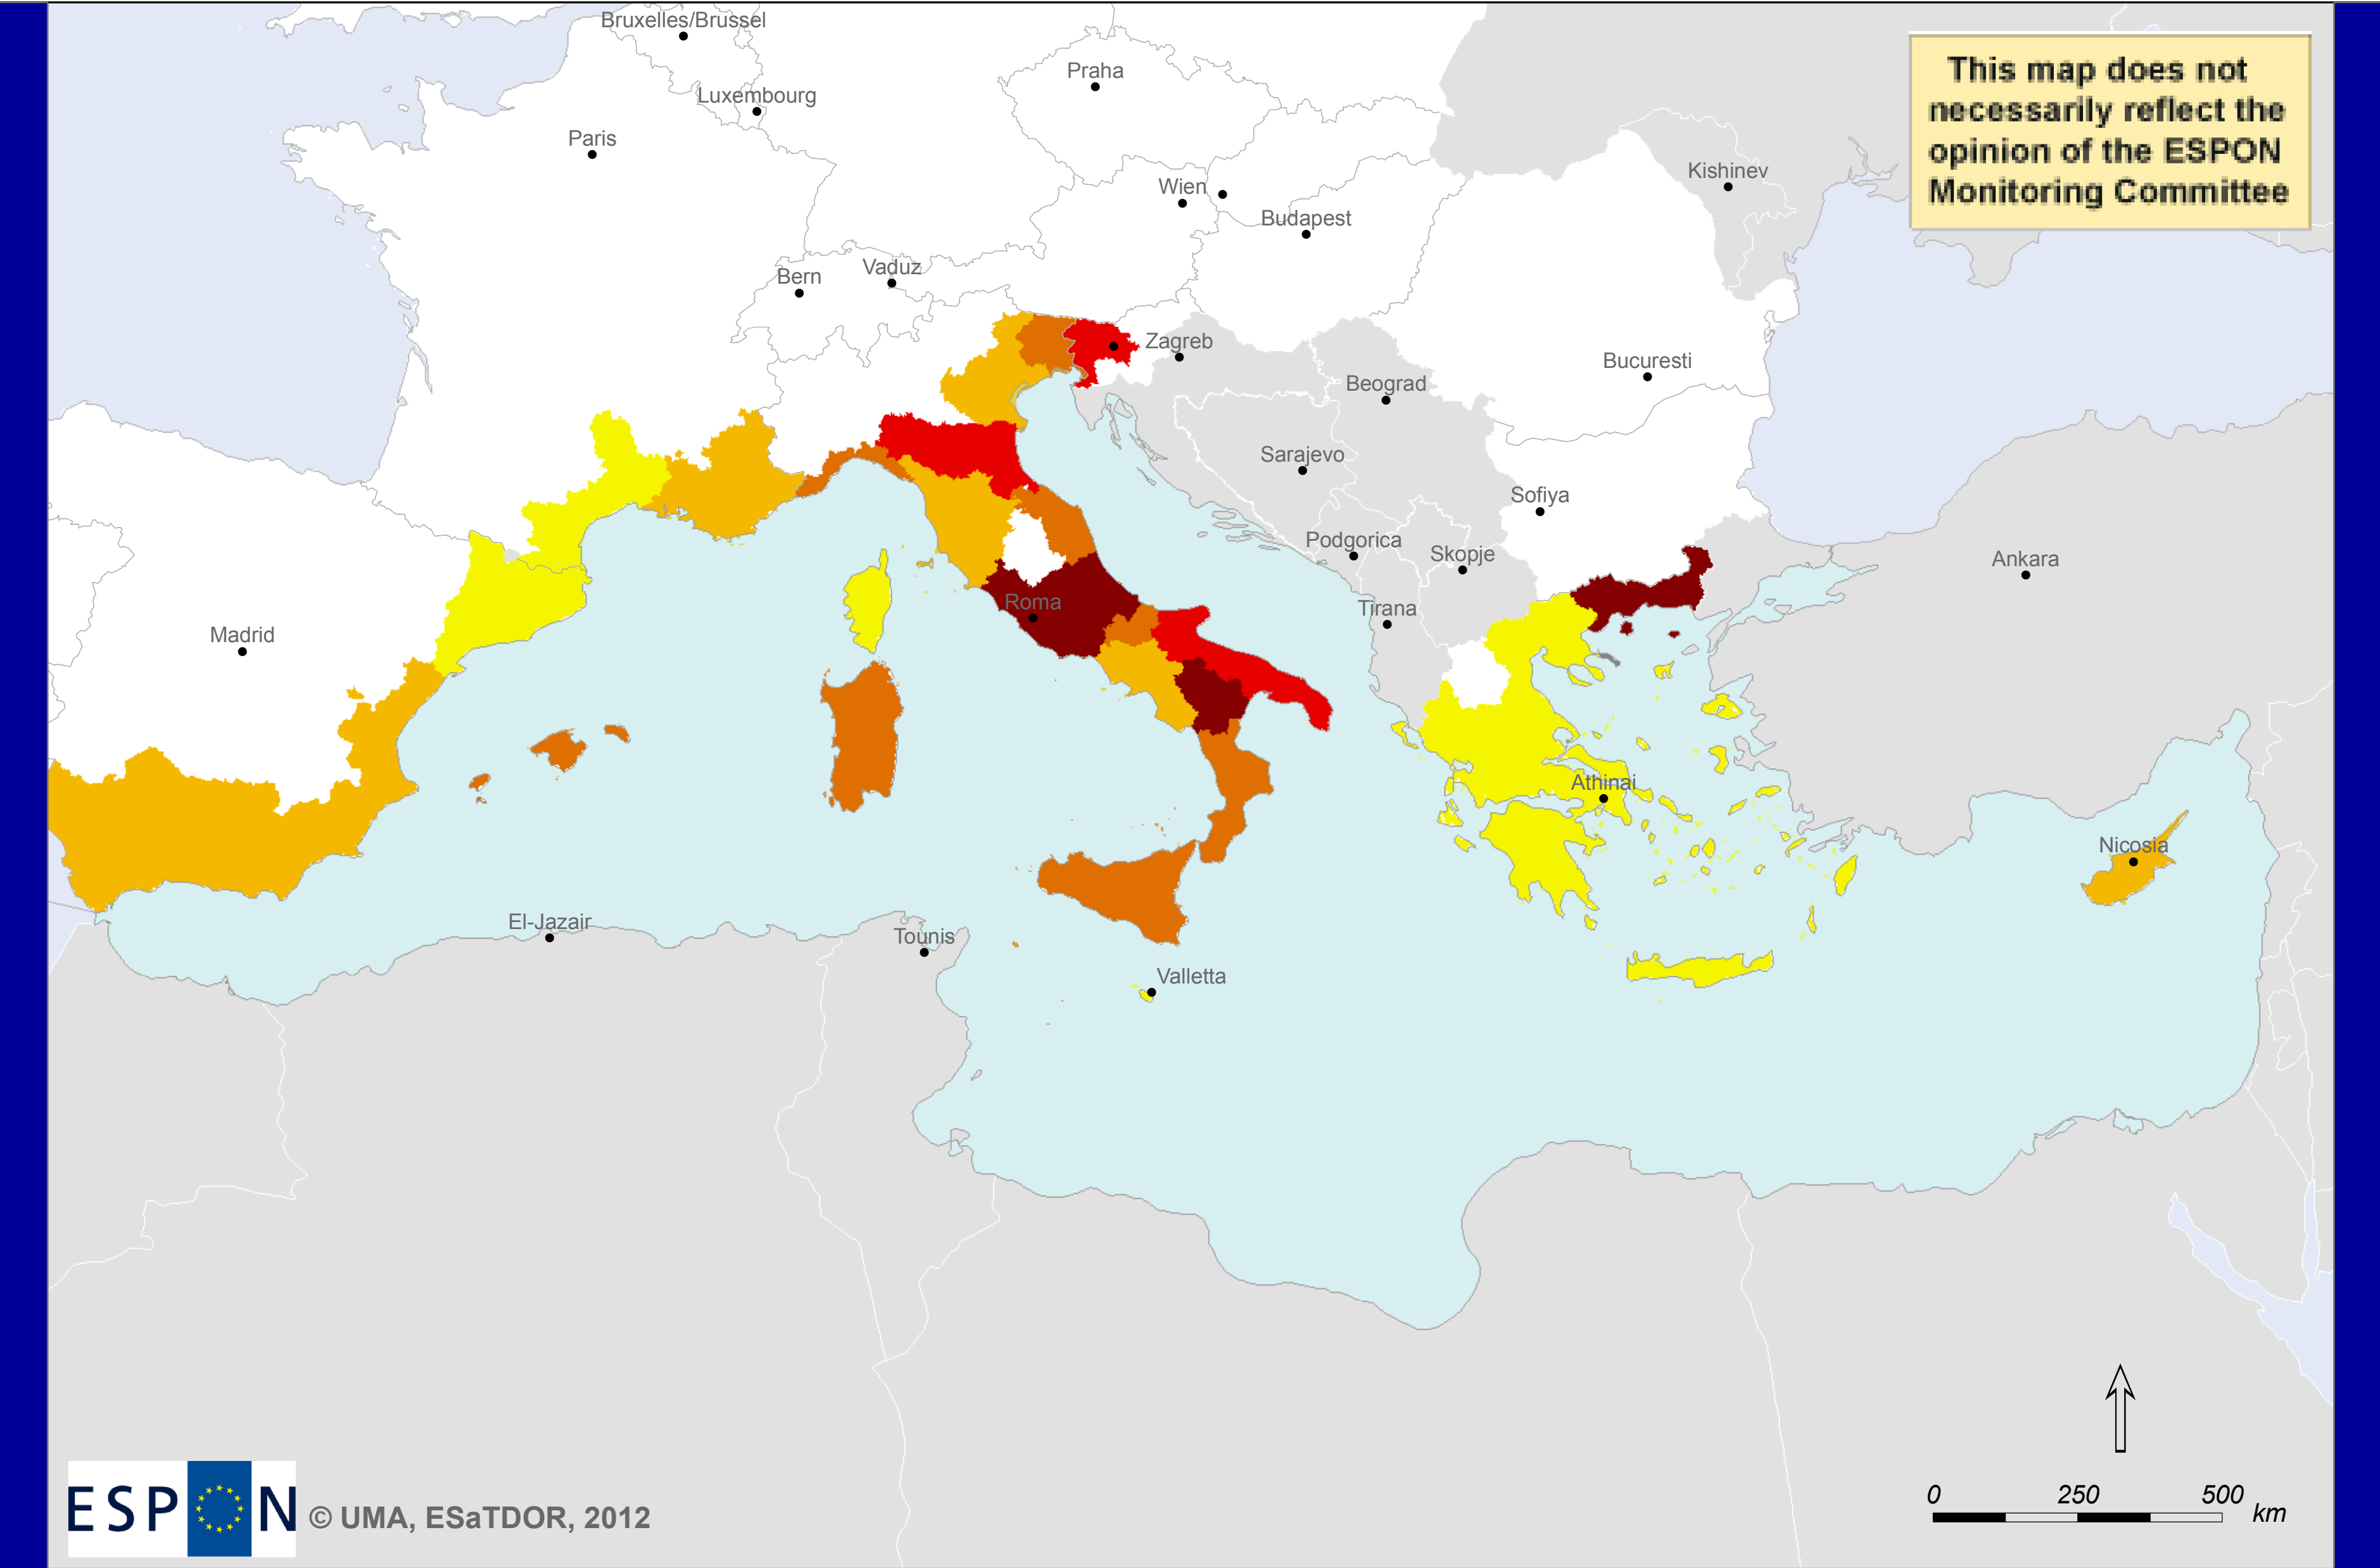 Bruxelles/Brussel
This map does not
necessarily reflect the
opinion of the ESPON
Monitoring Committee
Praha
Luxembourg
Paris
Kishinev
Wien
Budapest
Vaduz
Bern
Zagreb
Bucuresti
Beograd
Sarajevo
Sofiya
Podgorica
Skopje
Ankara
Roma
Tirana
Madrid
Athinai
Nicosia
El-Jazair
Tounis
Valletta
0 250 500
km
ESPON
© UMA, ESaTDOR, 2012